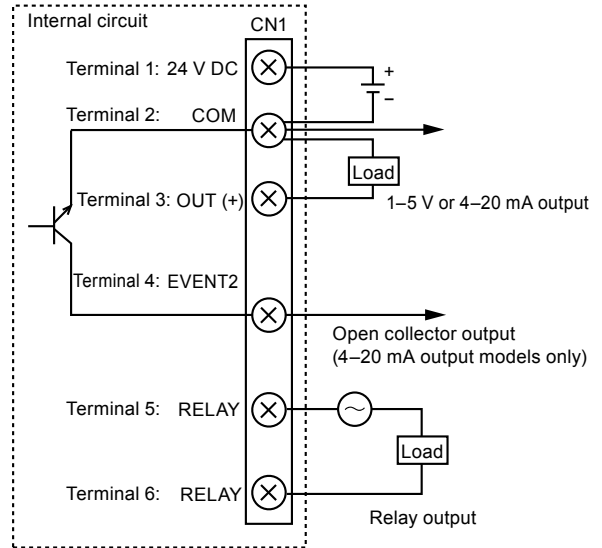 Internal circuit
CN1
Terminal 1: 24 V DC
+
–
Terminal 2: COM
Load
Terminal 3: OUT (+)
1–5 V or 4–20 mA output
Terminal 4: EVENT2
Open collector output
(4–20 mA output models only)
Terminal 5: RELAY
Load
Terminal 6: RELAY
Relay output